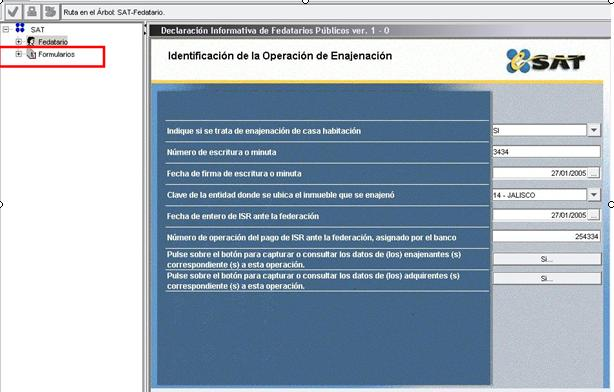 Ruta en el Árbol: SAT-Fedatario.
SAT
Fedatario
Formularios
Declaración Informativa de Fedatarios Públicos ver. 1 - 0
Identificación de la Operación de Enajenación
SAT
Indique si se trata de enajenación de casa habitación
SI
Número de escritura o minuta
3434
Fecha de firma de escritura o minuta
27/01/2005 ...
Clave de la entidad donde se ubica el inmueble que se enajenó
14 - JALISCO
Fecha de entero de ISR ante la federación
27/01/2005 ...
Número de operación del pago de ISR ante la federación, asignado por el banco
254334
Pulse sobre el botón para capturar o consultar los datos de (los) enajenantes (s)
correspondiente (s) a esta operación.
Si...
Pulse sobre el botón para capturar o consultar los datos de (los) adquirentes (s)
correspondiente (s) a esta operación.
Si...